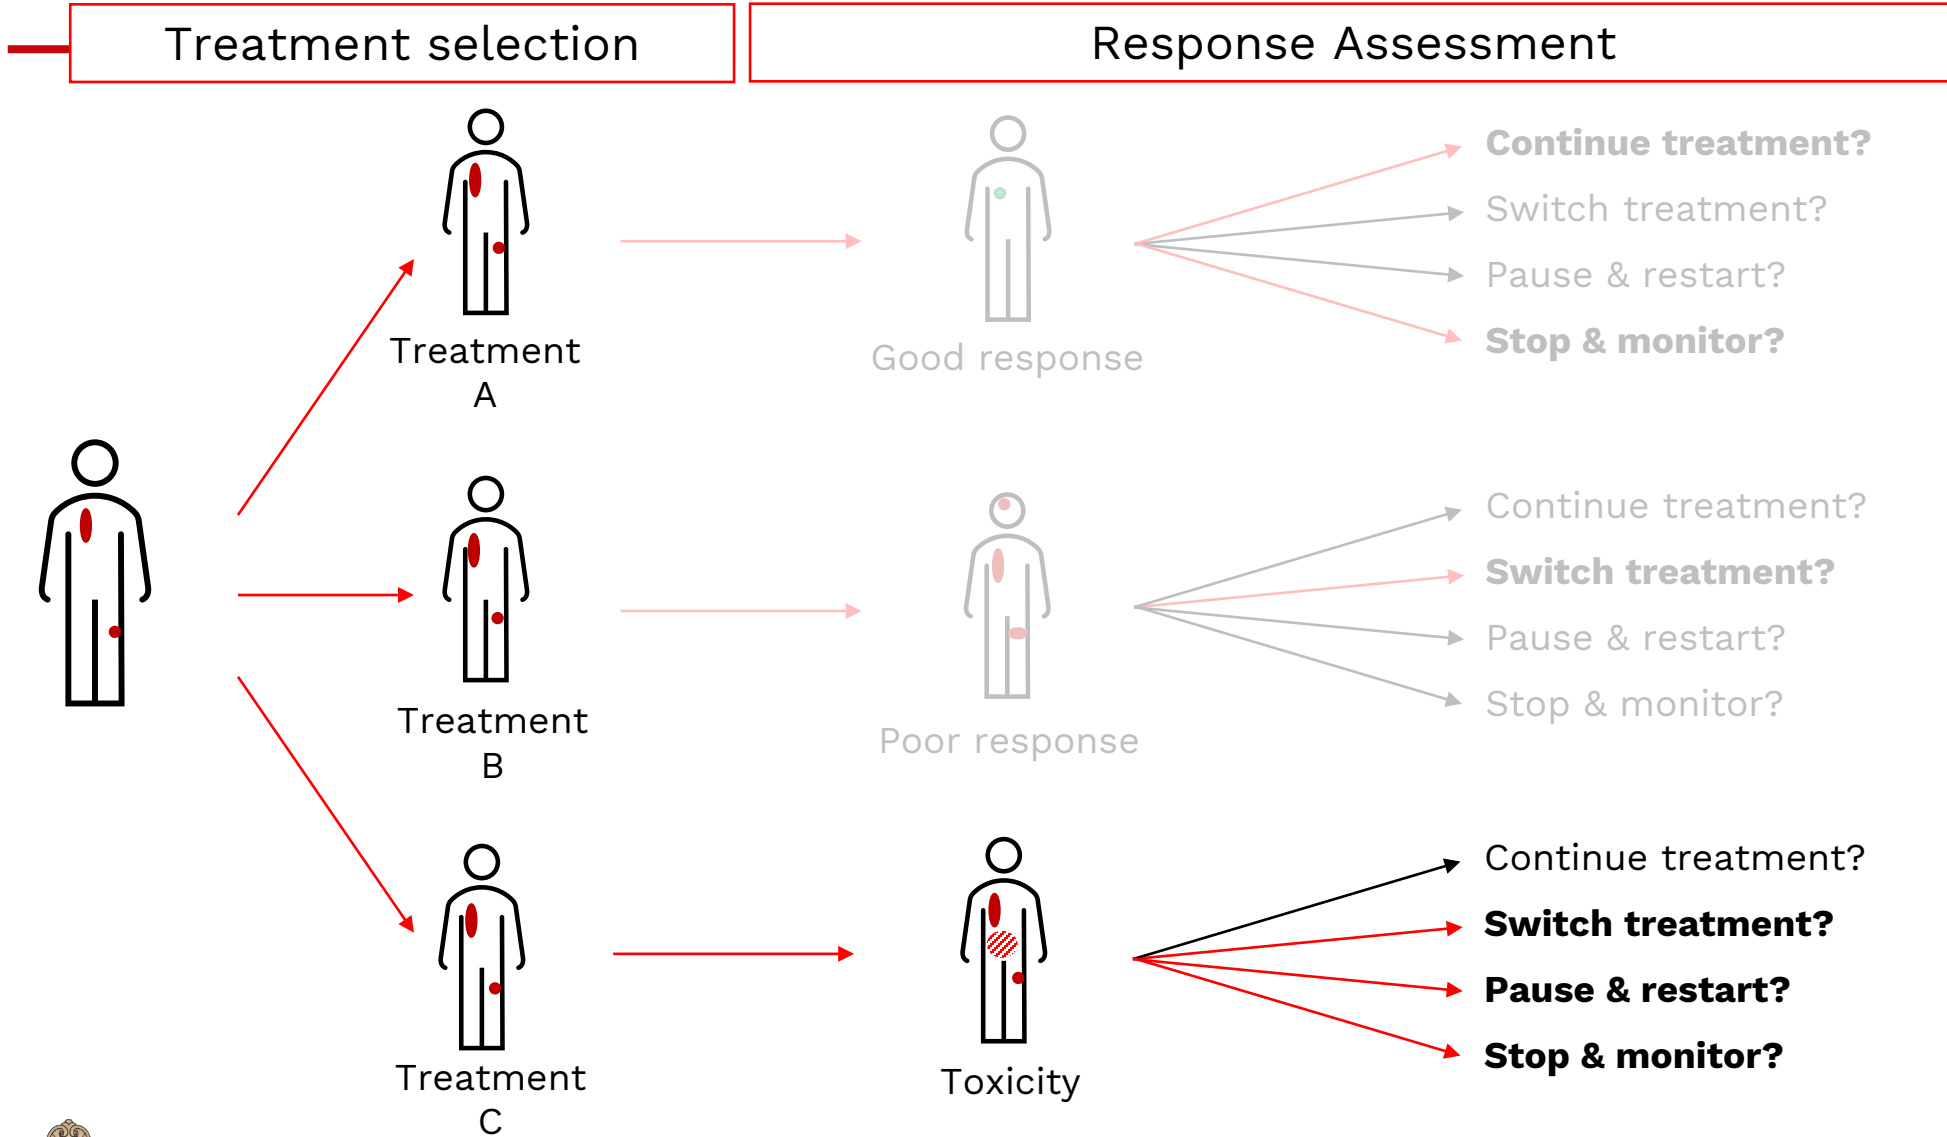 Treatment selection
Response Assessment
Treatment
A
Good response
Continue treatment?
Switch treatment?
Pause & restart?
Stop & monitor?
Treatment
B
Poor response
Continue treatment?
Switch treatment?
Pause & restart?
Stop & monitor?
Treatment
C
Toxicity
Continue treatment?
Switch treatment?
Pause & restart?
Stop & monitor?